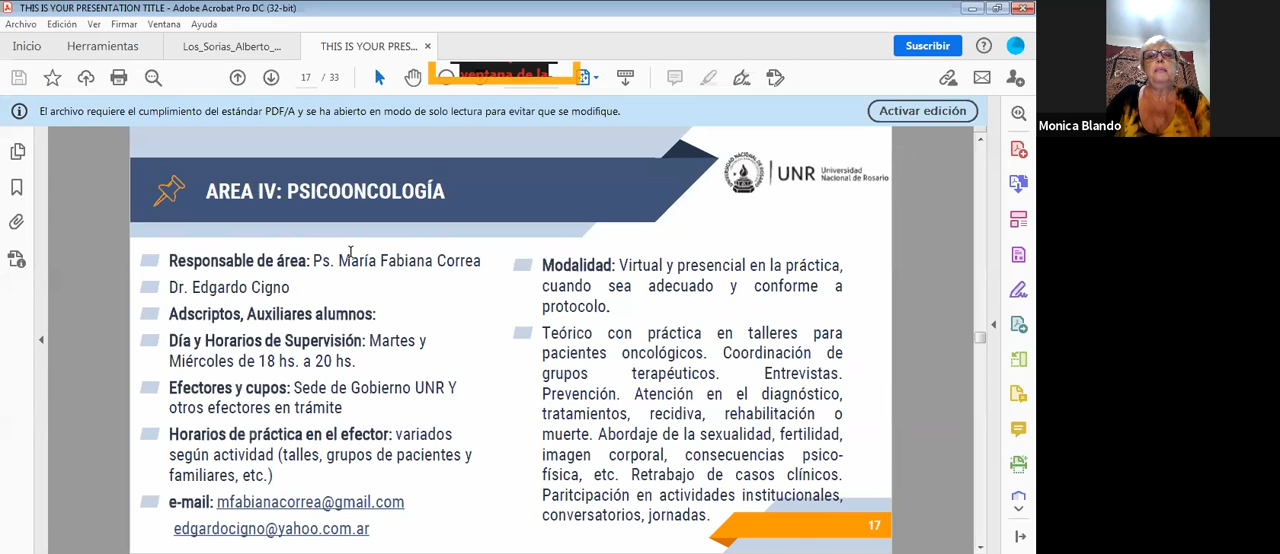 THIS IS YOUR PRESENTATION TITLE - Adobe Acrobat Pro DC (32-bit)
Archivo Edición Ver Firmar Ventana Ayuda
Inicio Herramientas Los_Sorias_Alberto_... THIS IS YOUR PRES... ×
Suscribir
17 / 33
ventana de la
El archivo requiere el cumplimiento del estándar PDF/A y se ha abierto en modo de solo lectura para evitar que se modifique.
Activar edición
Monica Blando
AREA IV: PSICOONCOLOGÍA
UNR Universidad
Nacional de Rosario
Responsable de área: Ps. María Fabiana Correa
Dr. Edgardo Cigno
Adscriptos, Auxiliares alumnos:
Día y Horarios de Supervisión: Martes y
Miércoles de 18 hs. a 20 hs.
Efectores y cupos: Sede de Gobierno UNR Y
otros efectores en trámite
Horarios de práctica en el efector: variados
según actividad (talles, grupos de pacientes y
familiares, etc.)
e-mail: mfabianacorrea@gmail.com
edgardocigno@yahoo.com.ar
Modalidad: Virtual y presencial en la práctica,
cuando sea adecuado y conforme a
protocolo.
Teórico con práctica en talleres para
pacientes oncológicos. Coordinación de
grupos terapéuticos. Entrevistas.
Prevención. Atención en el diagnóstico,
tratamientos, recidiva, rehabilitación o
muerte. Abordaje de la sexualidad, fertilidad,
imagen corporal, consecuencias psico-
física, etc. Retrabajo de casos clínicos.
Paritcipación en actividades institucionales,
conversatorios, jornadas.
17